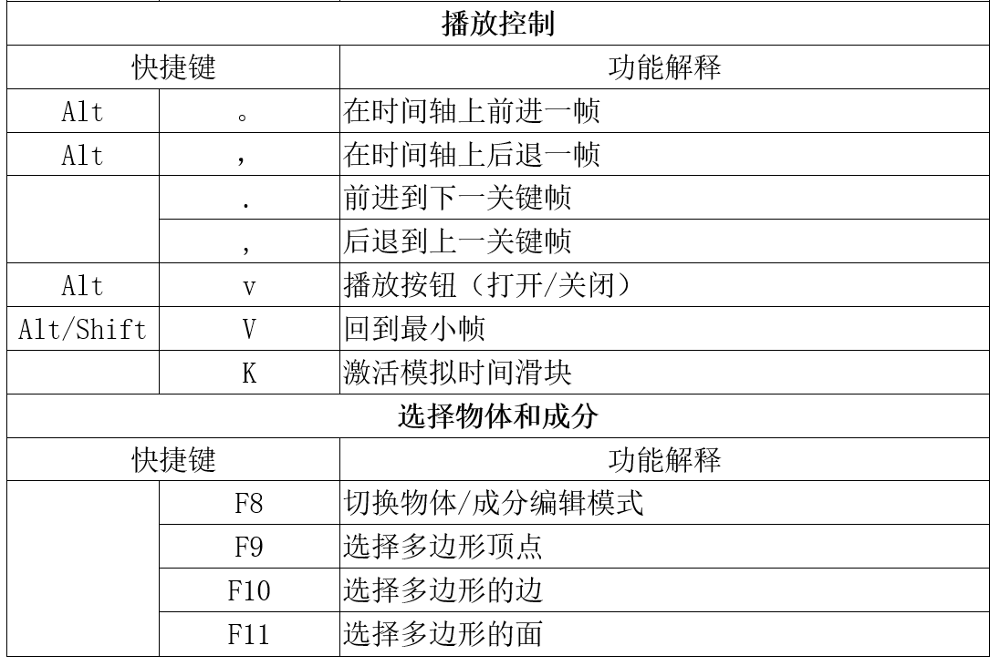 播放控制
快捷键 功能解释
Alt 。 在时间轴上前进一帧
Alt ， 在时间轴上后退一帧
. 前进到下一关键帧
, 后退到上一关键帧
Alt v 播放按钮（打开/关闭）
Alt/Shift V 回到最小帧
K 激活模拟时间滑块
选择物体和成分
快捷键 功能解释
F8 切换物体/成分编辑模式
F9 选择多边形顶点
F10 选择多边形的边
F11 选择多边形的面